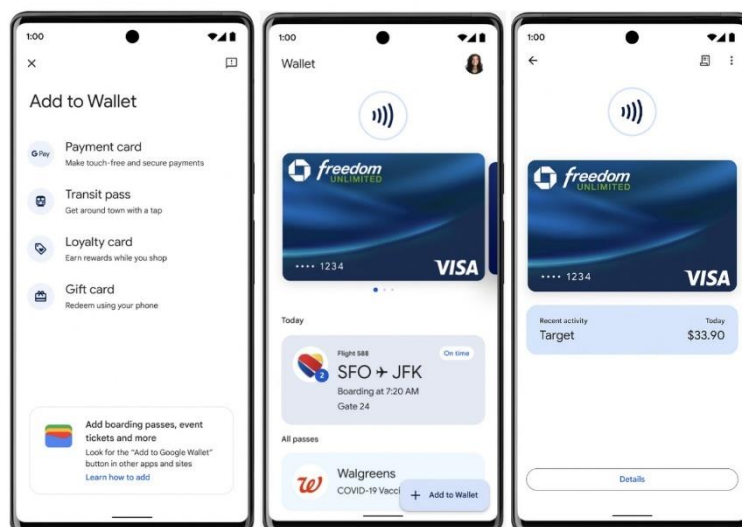 1:00
Add to Wallet
G Pay
Payment card
Make touch-free and secure payments
Transit pass
Get around town with a tap
Loyalty card
Earn rewards while you shop
Gift card
Redeem using your phone
Add boarding passes, event
tickets and more
Look for the "Add to Google Wallet"
button in other apps and sites
Learn how to add
1:00
Wallet
freedom
UNLIMITED
•••• 1234
VISA
Today
Flight 588
On time
2
SFO ✈ JFK
Boarding at 7:20 AM
Gate 24
All passes
W
Walgreens
COVID-19 Vacci
+ Add to Wallet
1:00
freedom
UNLIMITED
•••• 1234
VISA
Recent activity
Today
Target
$33.90
Details